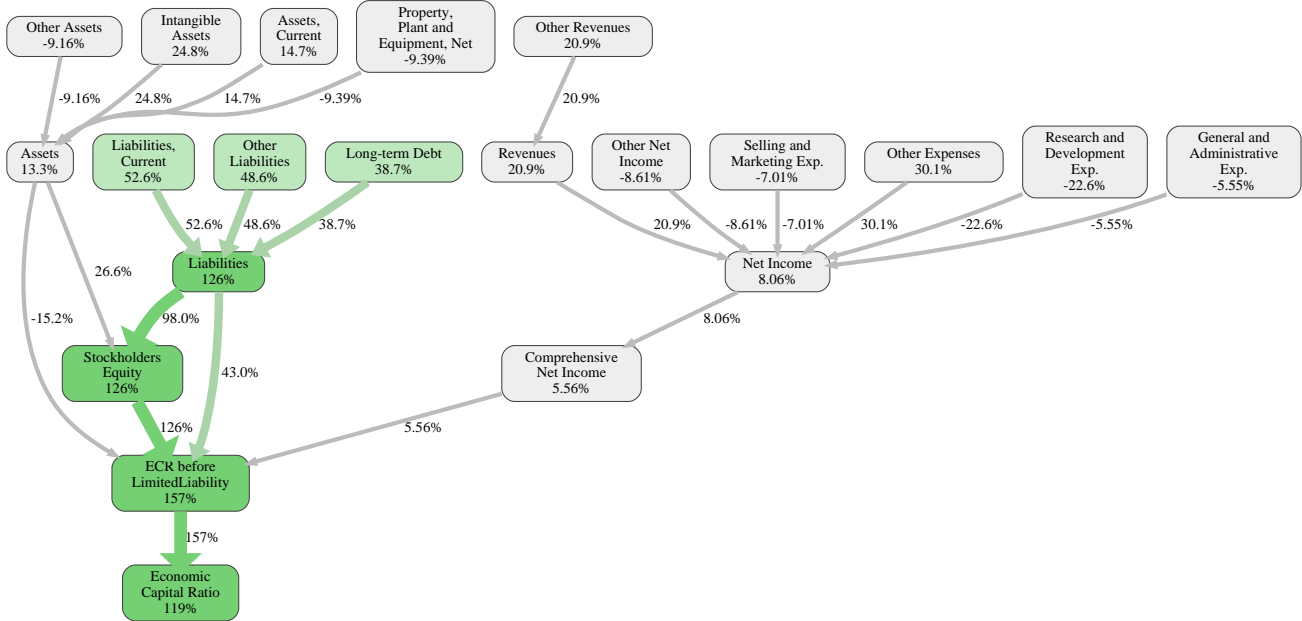 Other Assets
-9.16%
Intangible
Assets
24.8%
Assets,
Current
14.7%
Property,
Plant and
Equipment, Net
-9.39%
Other Revenues
20.9%
-9.16%
24.8%
14.7%
-9.39%
20.9%
Assets
13.3%
Liabilities,
Current
52.6%
Other
Liabilities
48.6%
Long-term Debt
38.7%
Revenues
20.9%
Other Net
Income
-8.61%
Selling and
Marketing Exp.
-7.01%
Other Expenses
30.1%
Research and
Development
Exp.
-22.6%
General and
Administrative
Exp.
-5.55%
52.6%
48.6%
38.7%
20.9%
-8.61%
-7.01%
30.1%
-22.6%
-5.55%
Liabilities
126%
Net Income
8.06%
26.6%
-15.2%
98.0%
8.06%
Stockholders
Equity
126%
43.0%
Comprehensive
Net Income
5.56%
126%
5.56%
ECR before
LimitedLiability
157%
157%
Economic
Capital Ratio
119%